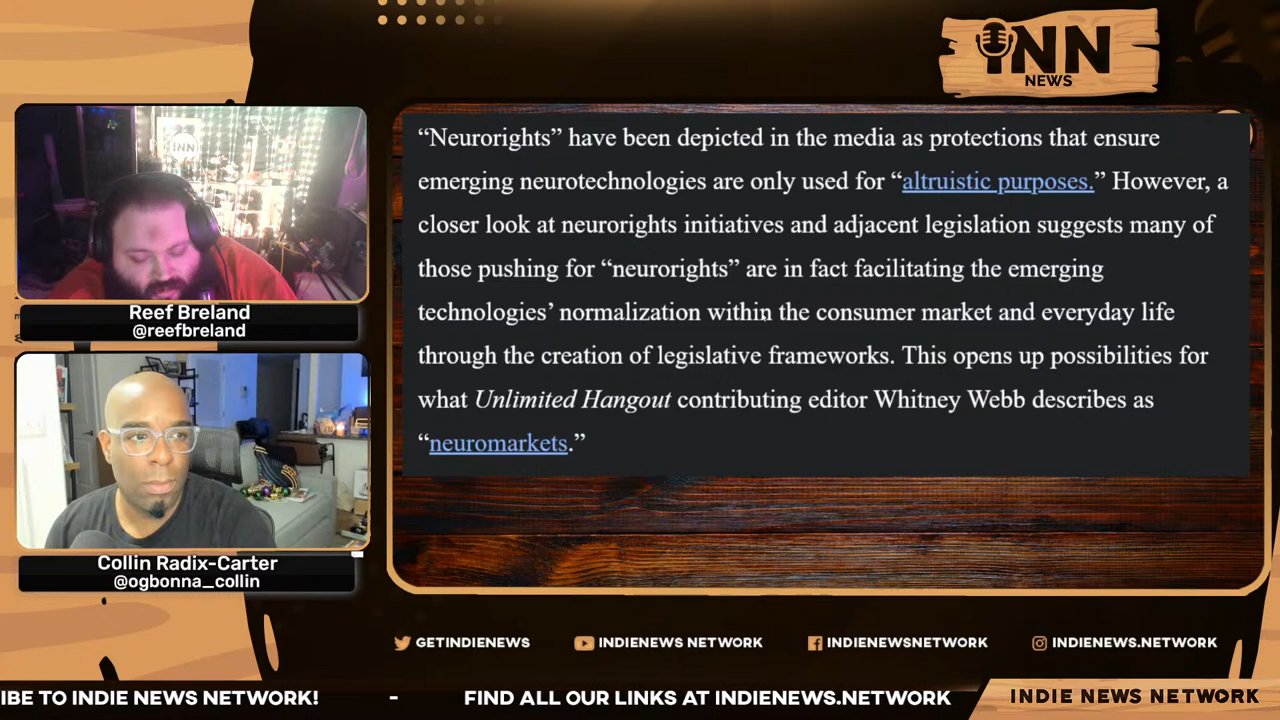 INN
NEWS
INN
Reef Breland
@reefbreland
Collin Radix-Carter
@ogbonna_collin
“Neurorights” have been depicted in the media as protections that ensure
emerging neurotechnologies are only used for “altruistic purposes.” However, a
closer look at neurorights initiatives and adjacent legislation suggests many of
those pushing for “neurorights” are in fact facilitating the emerging
technologies’ normalization within the consumer market and everyday life
through the creation of legislative frameworks. This opens up possibilities for
what Unlimited Hangout contributing editor Whitney Webb describes as
“neuromarkets.”
GETINDIENEWS
INDIENEWS NETWORK
INDIENEWSNETWORK
INDIENEWS.NETWORK
IBE TO INDIE NEWS NETWORK! - FIND ALL OUR LINKS AT INDIENEWS.NETWORK
INDIE NEWS NETWORK